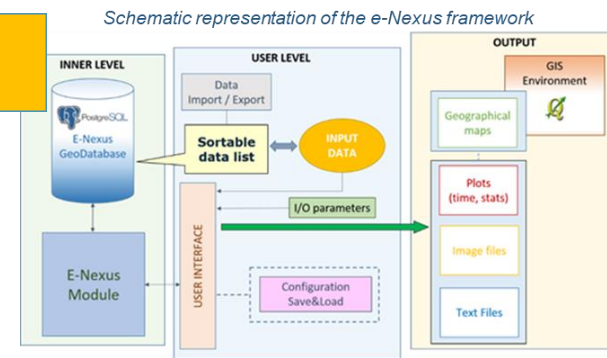 Schematic representation of the e-Nexus framework
INNER LEVEL
PostgreSQL
E-Nexus
GeoDatabase
E-Nexus
Module
USER LEVEL
Data
Import / Export
Sortable
data list
INPUT
DATA
I/O parameters
USER INTERFACE
Configuration
Save&Load
OUTPUT
GIS
Environment
Geographical
maps
Plots
(time, stats)
Image files
Text Files